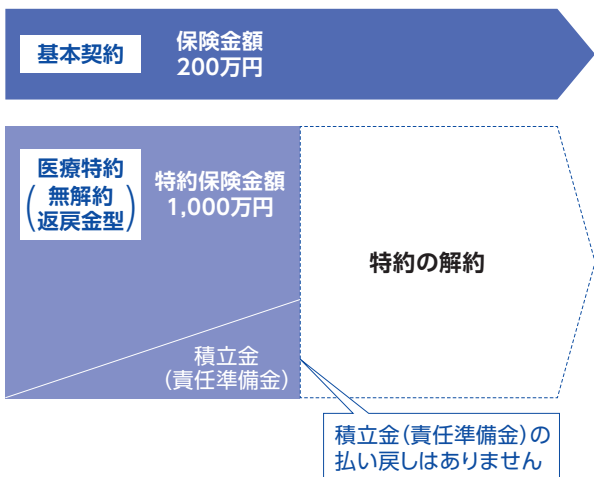 基本契約
保険金額
200万円
医療特約
(無解約
返戻金型)
特約保険金額
1,000万円
特約の解約
積立金
(責任準備金)
積立金(責任準備金)の
払い戻しはありません